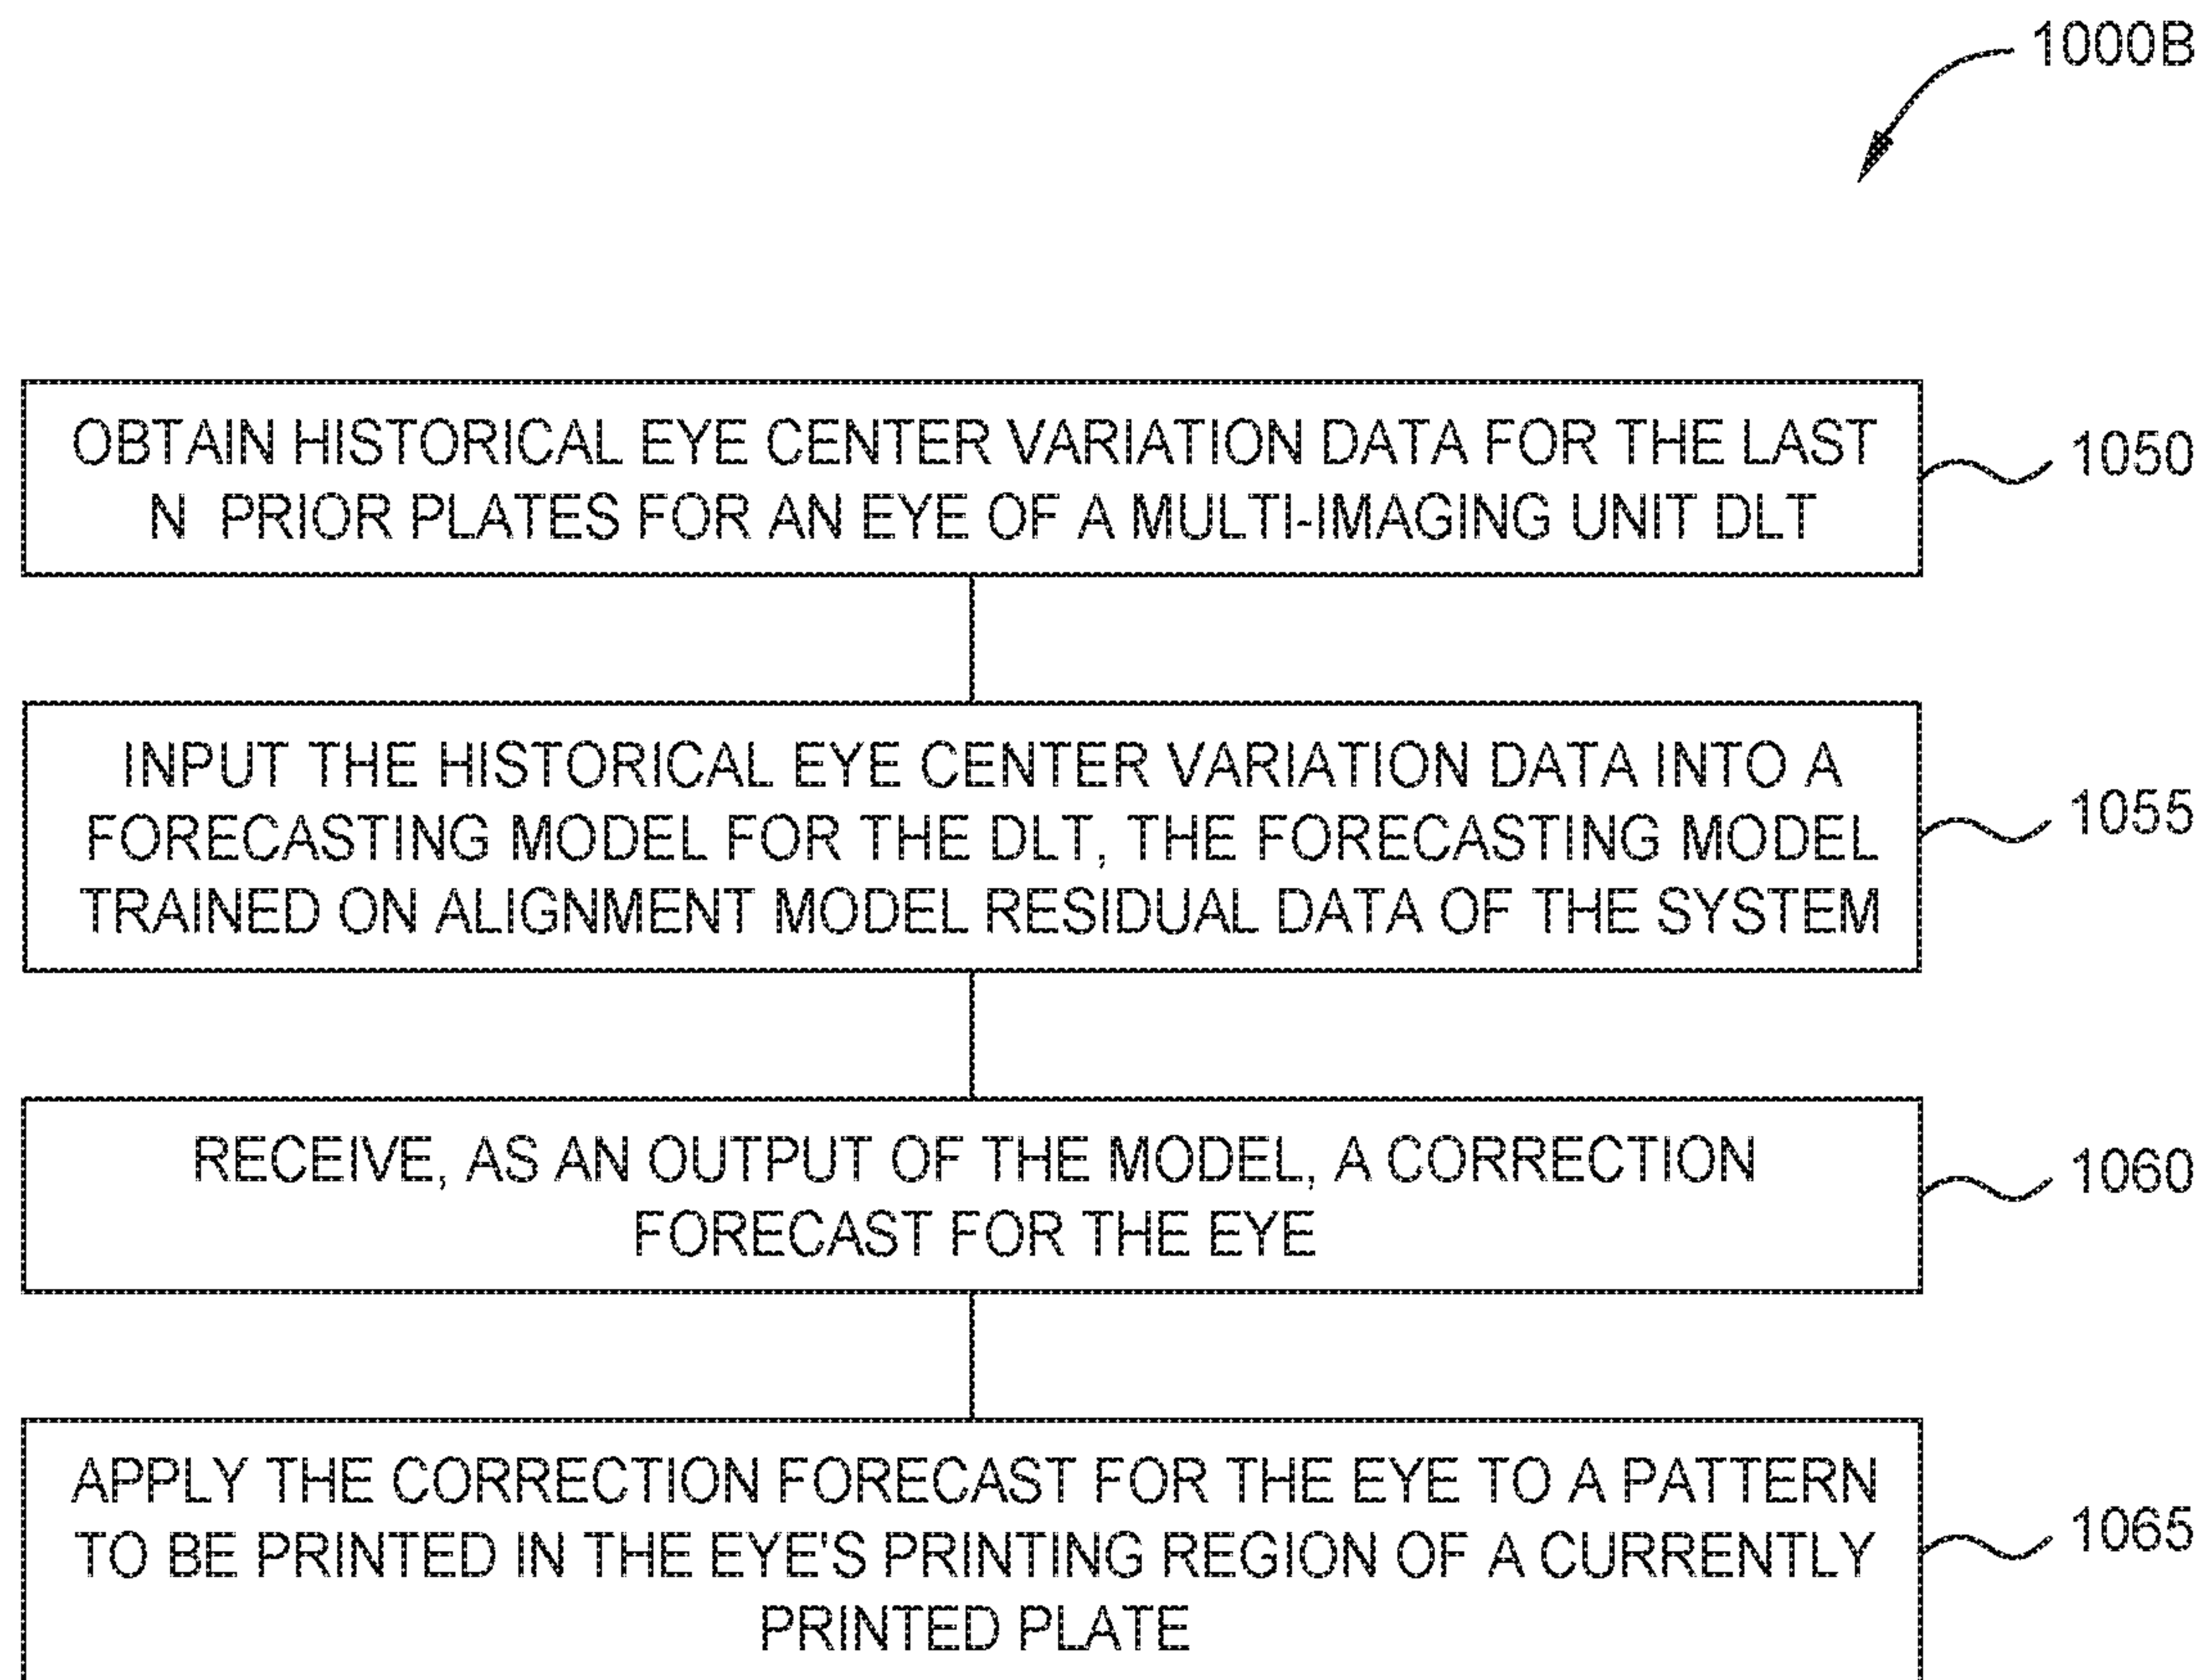 1000B
OBTAIN HISTORICAL EYE CENTER VARIATION DATA FOR THE LAST
N PRIOR PLATES FOR AN EYE OF A MULTI-IMAGING UNIT DLT
1050
INPUT THE HISTORICAL EYE CENTER VARIATION DATA INTO A
FORECASTING MODEL FOR THE DLT, THE FORECASTING MODEL
TRAINED ON ALIGNMENT MODEL RESIDUAL DATA OF THE SYSTEM
1055
RECEIVE, AS AN OUTPUT OF THE MODEL, A CORRECTION
FORECAST FOR THE EYE
1060
APPLY THE CORRECTION FORECAST FOR THE EYE TO A PATTERN
TO BE PRINTED IN THE EYE'S PRINTING REGION OF A CURRENTLY
PRINTED PLATE
1065